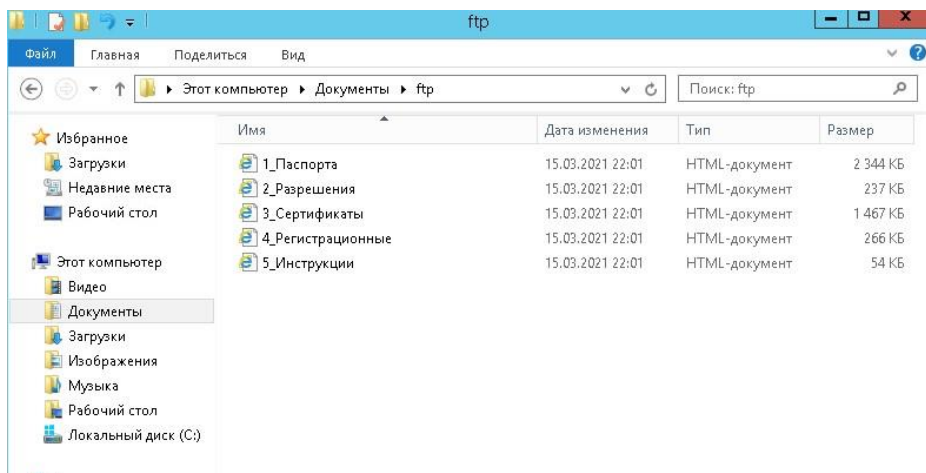 ftp
Файл Главная Поделиться Вид
Этот компьютер Документы ftp Поиск: ftp
Имя Дата изменения Тип Размер
Избранное
Загрузки
Недавние места
Рабочий стол
Этот компьютер
Видео
Документы
Загрузки
Изображения
Музыка
Рабочий стол
Локальный диск (C:)
1_Паспорта 15.03.2021 22:01 HTML-документ 2 344 КБ
2_Разрешения 15.03.2021 22:01 HTML-документ 237 КБ
3_Сертификаты 15.03.2021 22:01 HTML-документ 1 467 КБ
4_Регистрационные 15.03.2021 22:01 HTML-документ 266 КБ
5_Инструкции 15.03.2021 22:01 HTML-документ 54 КБ